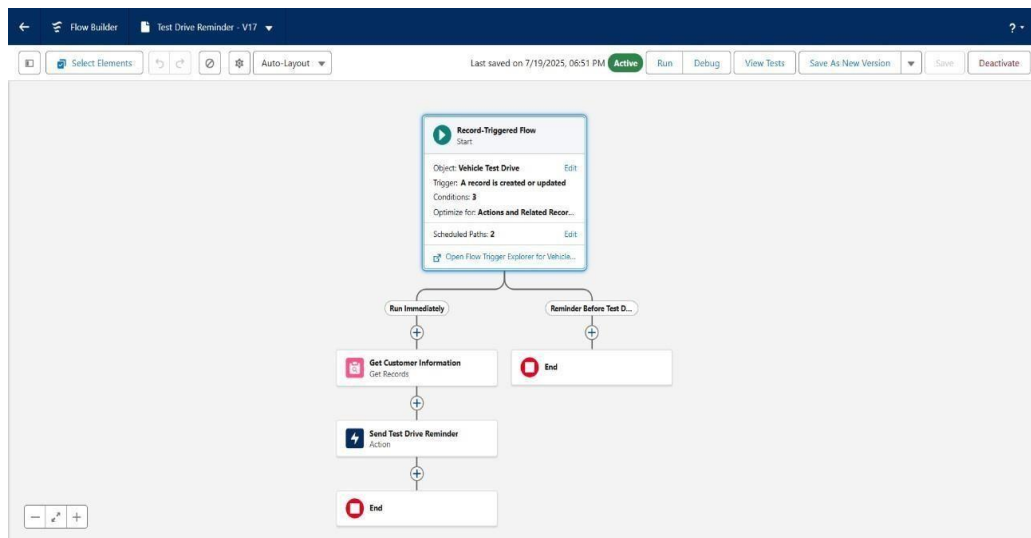 Flow Builder
Test Drive Reminder - V17
?
Select Elements
Auto-Layout
Last saved on 7/19/2025, 06:51 PM
Active
Run
Debug
View Tests
Save As New Version
Save
Deactivate
Record-Triggered Flow
Start
Object: Vehicle Test Drive Edit
Trigger: A record is created or updated
Conditions: 3
Optimize for: Actions and Related Recor...
Scheduled Paths: 2 Edit
Open Flow Trigger Explorer for Vehicle...
Run Immediately
Reminder Before Test D...
Get Customer Information
Get Records
End
Send Test Drive Reminder
Action
End